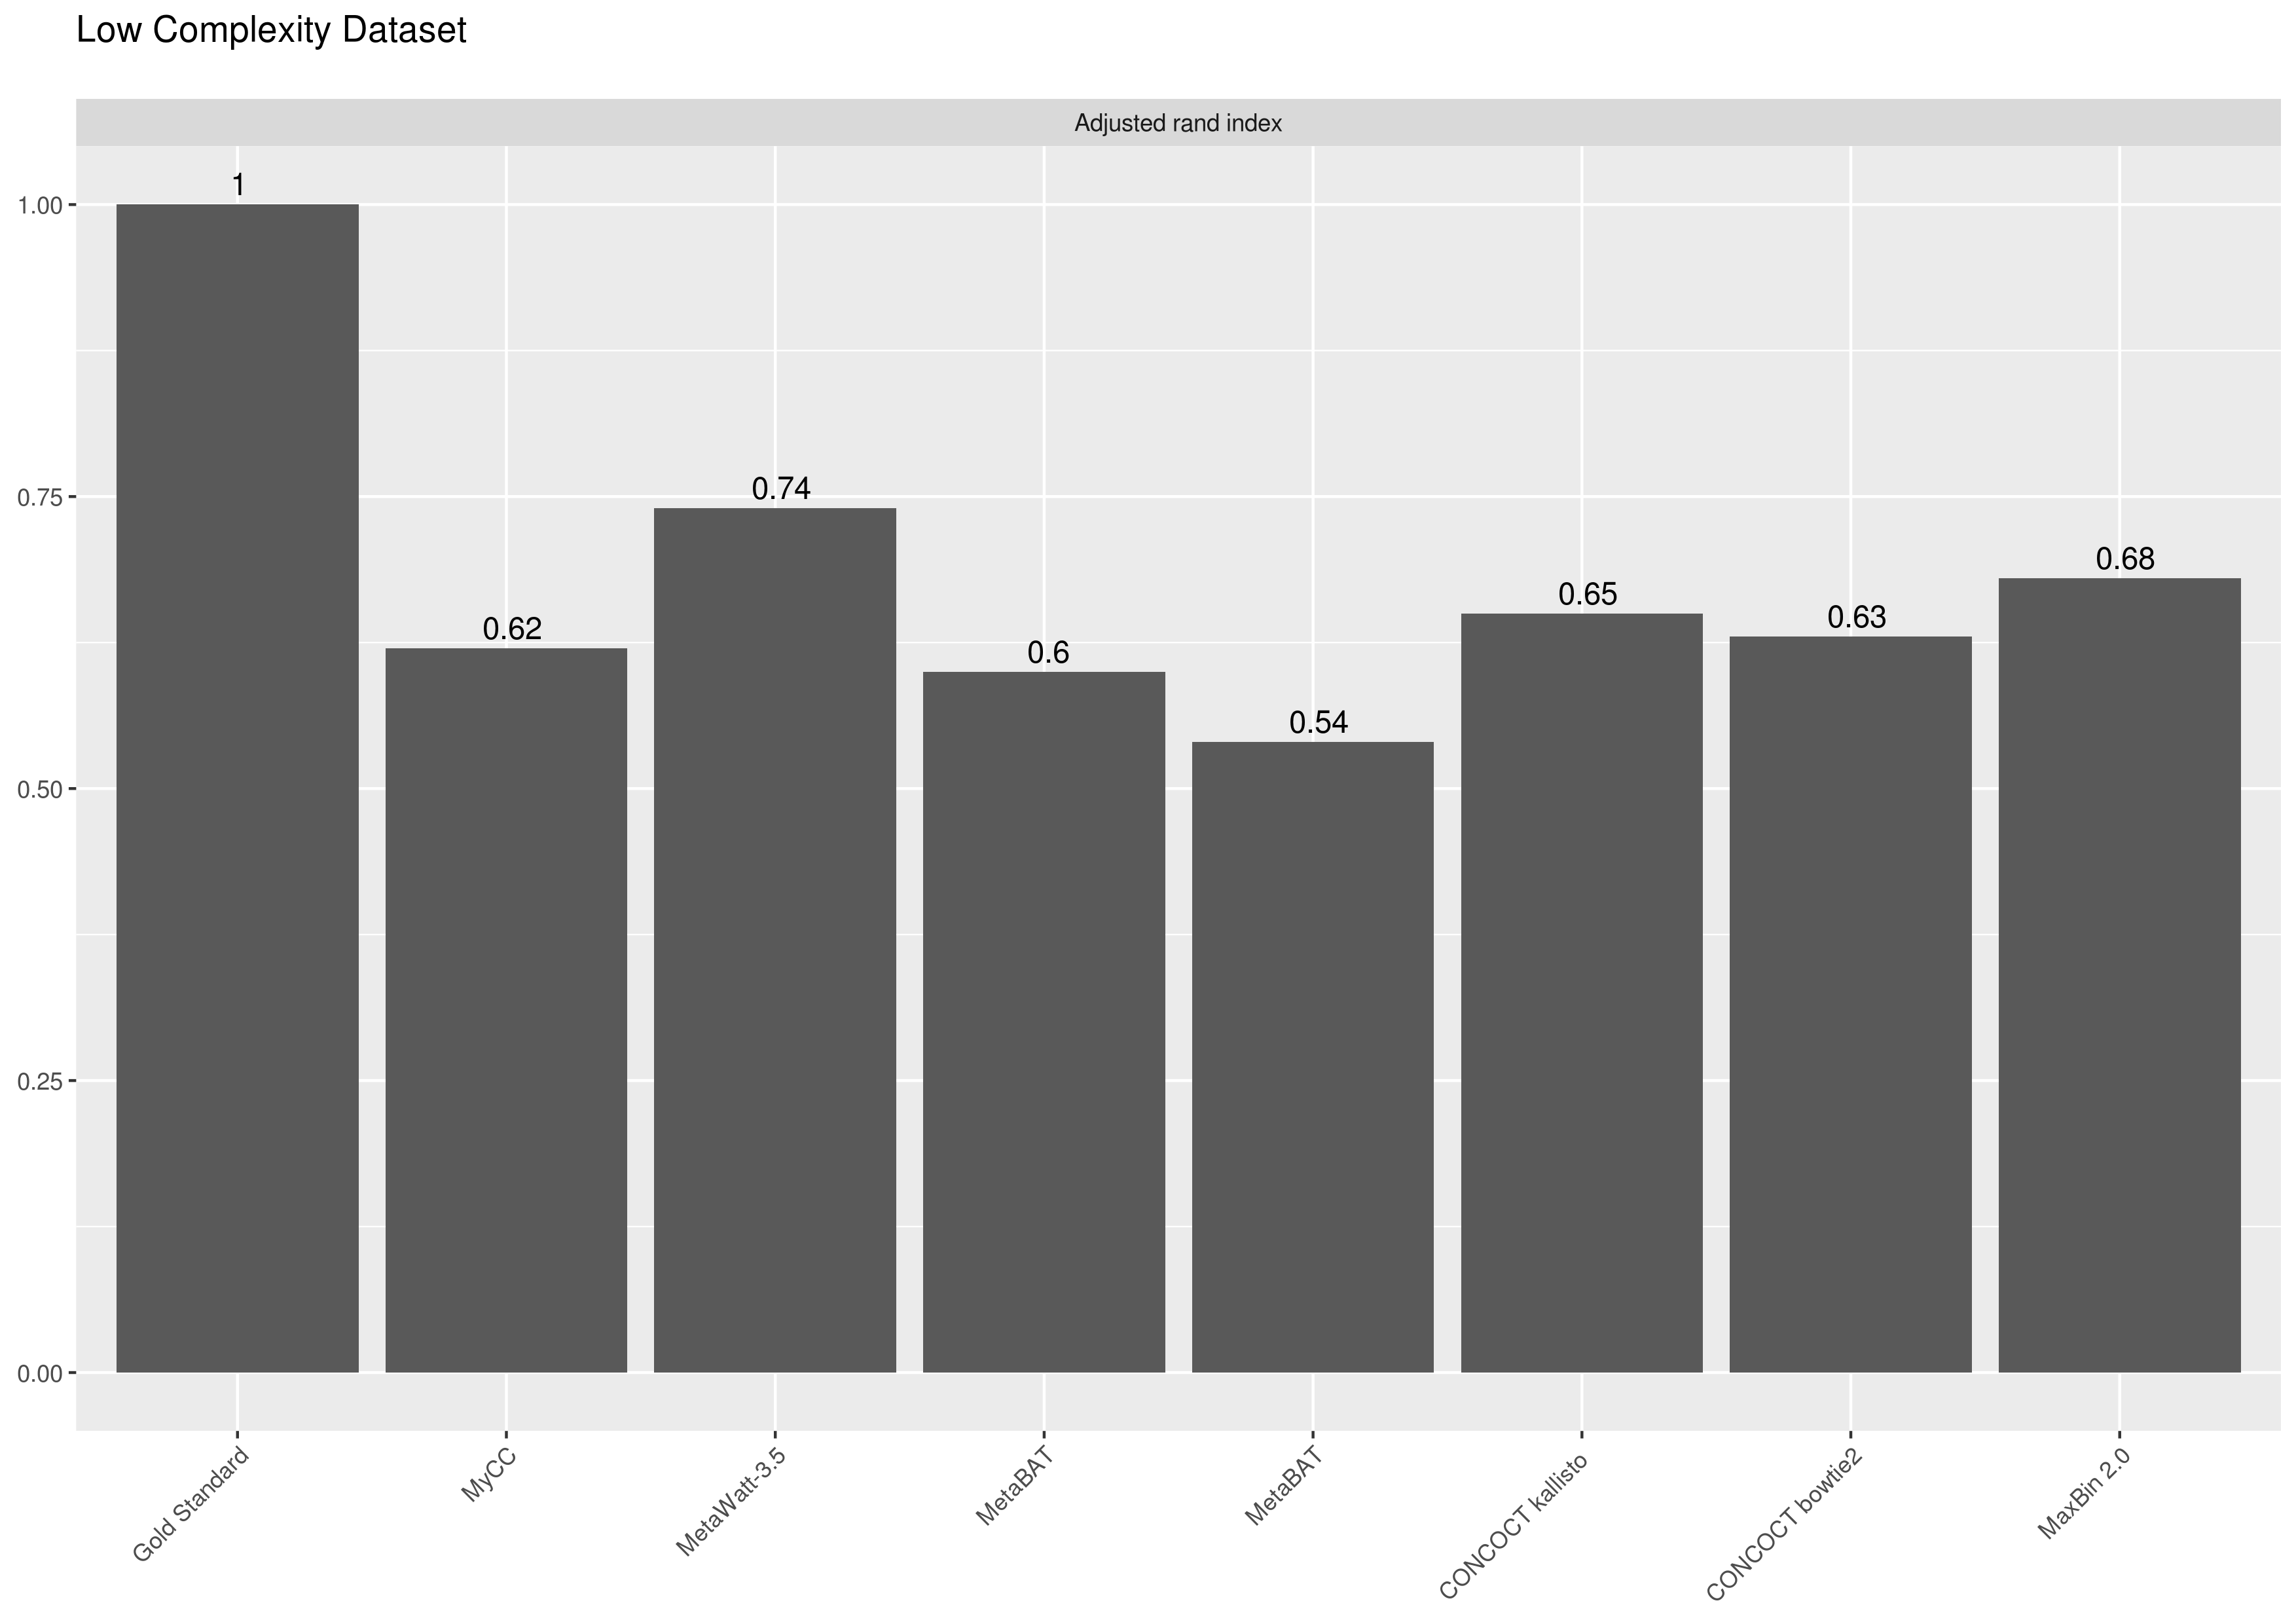 Low Complexity Dataset
Adjusted rand index
1.00
0.75
0.50
0.25
0.00
1
0.62
0.74
0.6
0.54
0.65
0.63
0.68
Gold Standard
MyCC
MetaWatt-3.5
MetaBAT
MetaBAT
CONCOCT kallisto
CONCOCT bowtie2
MaxBin 2.0